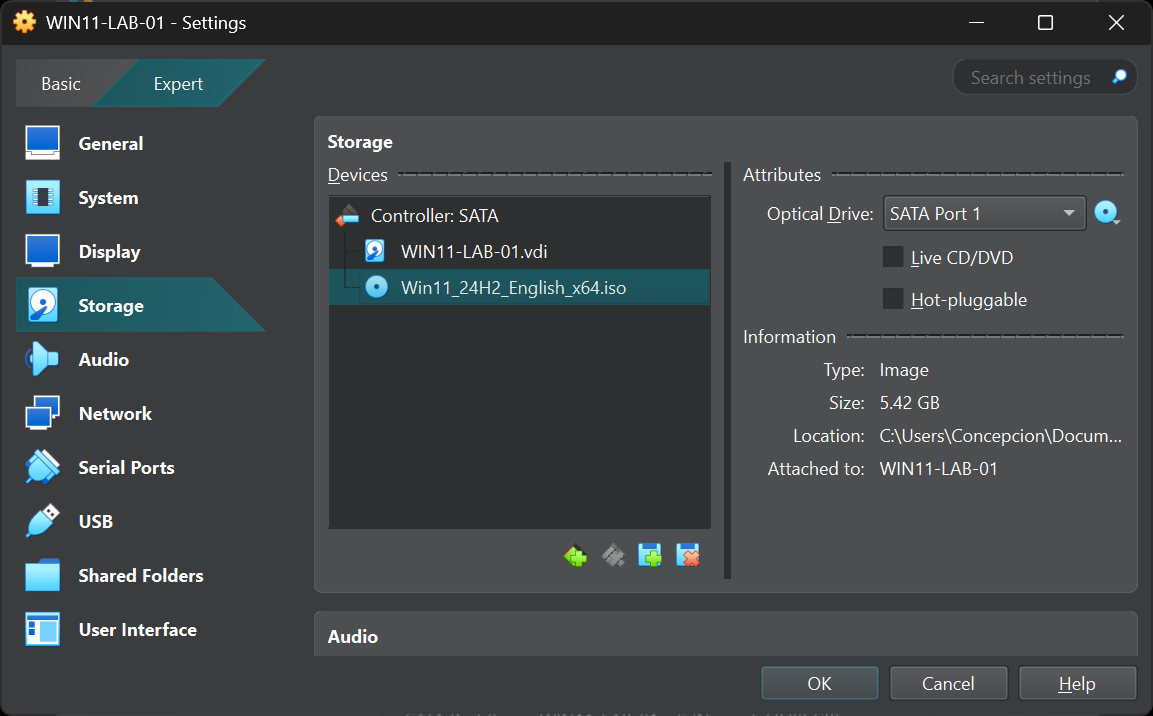 WIN11-LAB-01 - Settings
Basic
Expert
Search settings
General
System
Display
Storage
Audio
Network
Serial Ports
USB
Shared Folders
User Interface
Storage
Devices
Controller: SATA
WIN11-LAB-01.vdi
Win11_24H2_English_x64.iso
Attributes
Optical Drive: SATA Port 1
Live CD/DVD
Hot-pluggable
Information
Type: Image
Size: 5.42 GB
Location: C:\Users\Concepcion\Docum...
Attached to: WIN11-LAB-01
Audio
OK
Cancel
Help